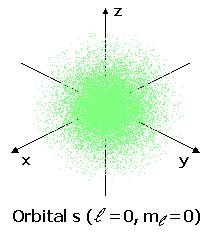 z
x y
Orbital s (ℓ=0, mℓ=0)